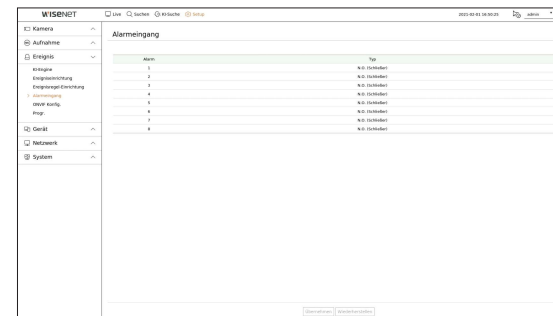 WISENET
Live Suchen KI-Suche Setup 2021-02-01 16:50:25 admin
Kamera
Aufnahme
Ereignis
KI-Engine
Ereigniseinrichtung
Ereignisregel-Einrichtung
Alarmeingang
ONVIF Konfig.
Progr.
Gerät
Netzwerk
System
Alarmeingang
Alarm. Typ
1 N.O. (Schließer)
2 N.O. (Schließer)
3 N.O. (Schließer)
4 N.O. (Schließer)
5 N.O. (Schließer)
6 N.O. (Schließer)
7 N.O. (Schließer)
8 N.O. (Schließer)
Übernehmen Wiederherstellen